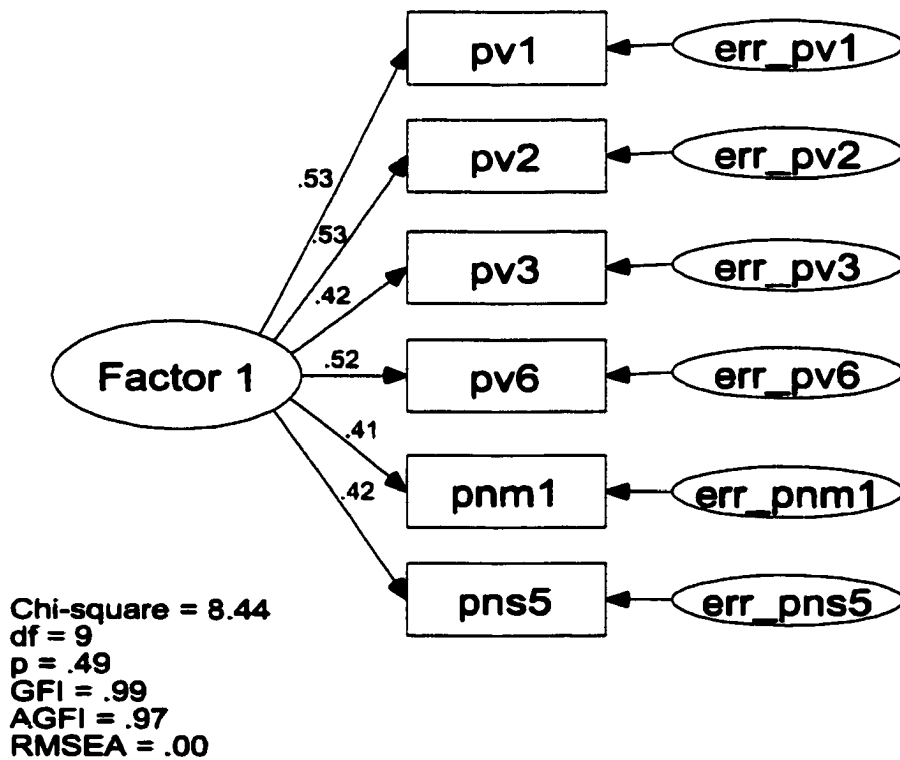 pv1
err_pv1
.53
pv2
err_pv2
.53
pv3
err_pv3
.42
Factor 1
.52
pv6
err_pv6
.41
pnm1
err_pnm1
.42
pns5
err_pns5
Chi-square = 8.44
df = 9
p = .49
GFI = .99
AGFI = .97
RMSEA = .00